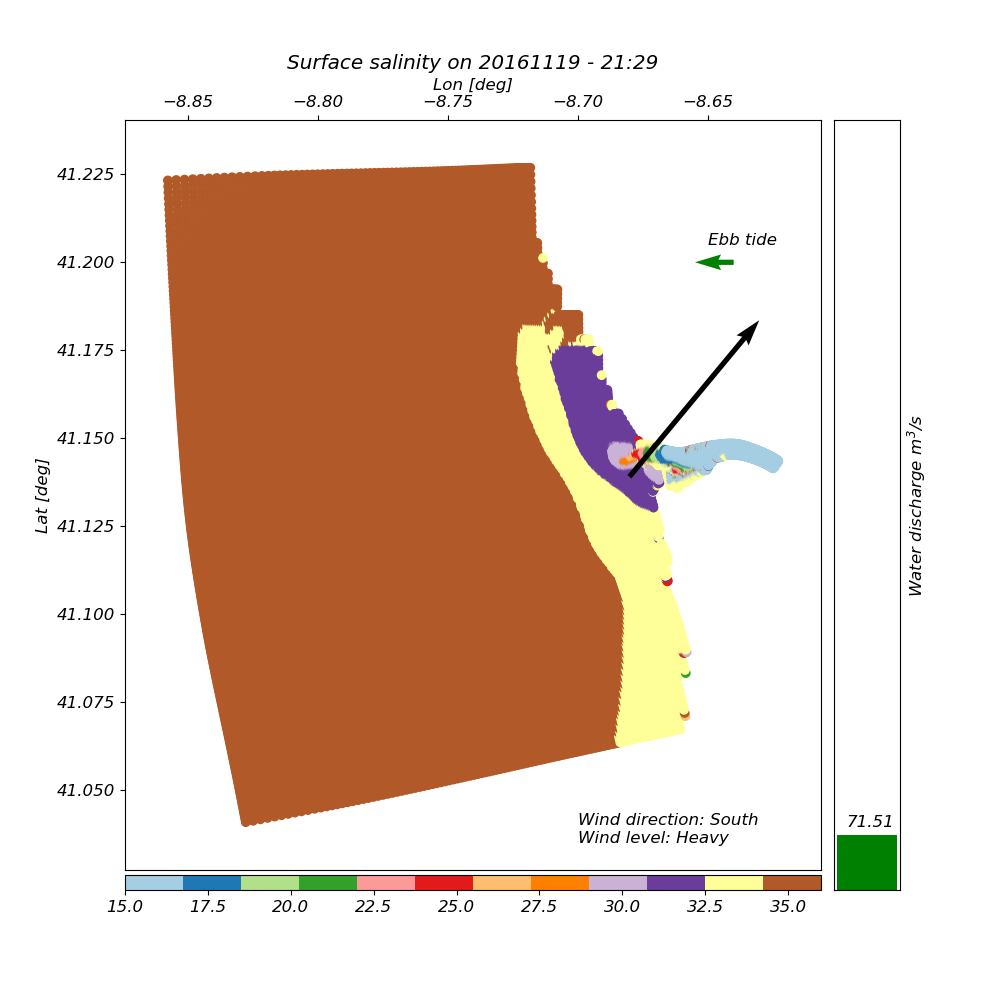 Surface salinity on 20161119 - 21:29
Lon [deg]
−8.85 −8.80 −8.75 −8.70 −8.65
41.225
41.200
41.175
41.150
41.125
41.100
41.075
41.050
Lat [deg]
Ebb tide
Wind direction: South
Wind level: Heavy
15.0 17.5 20.0 22.5 25.0 27.5 30.0 32.5 35.0
71.51
Water discharge m³/s